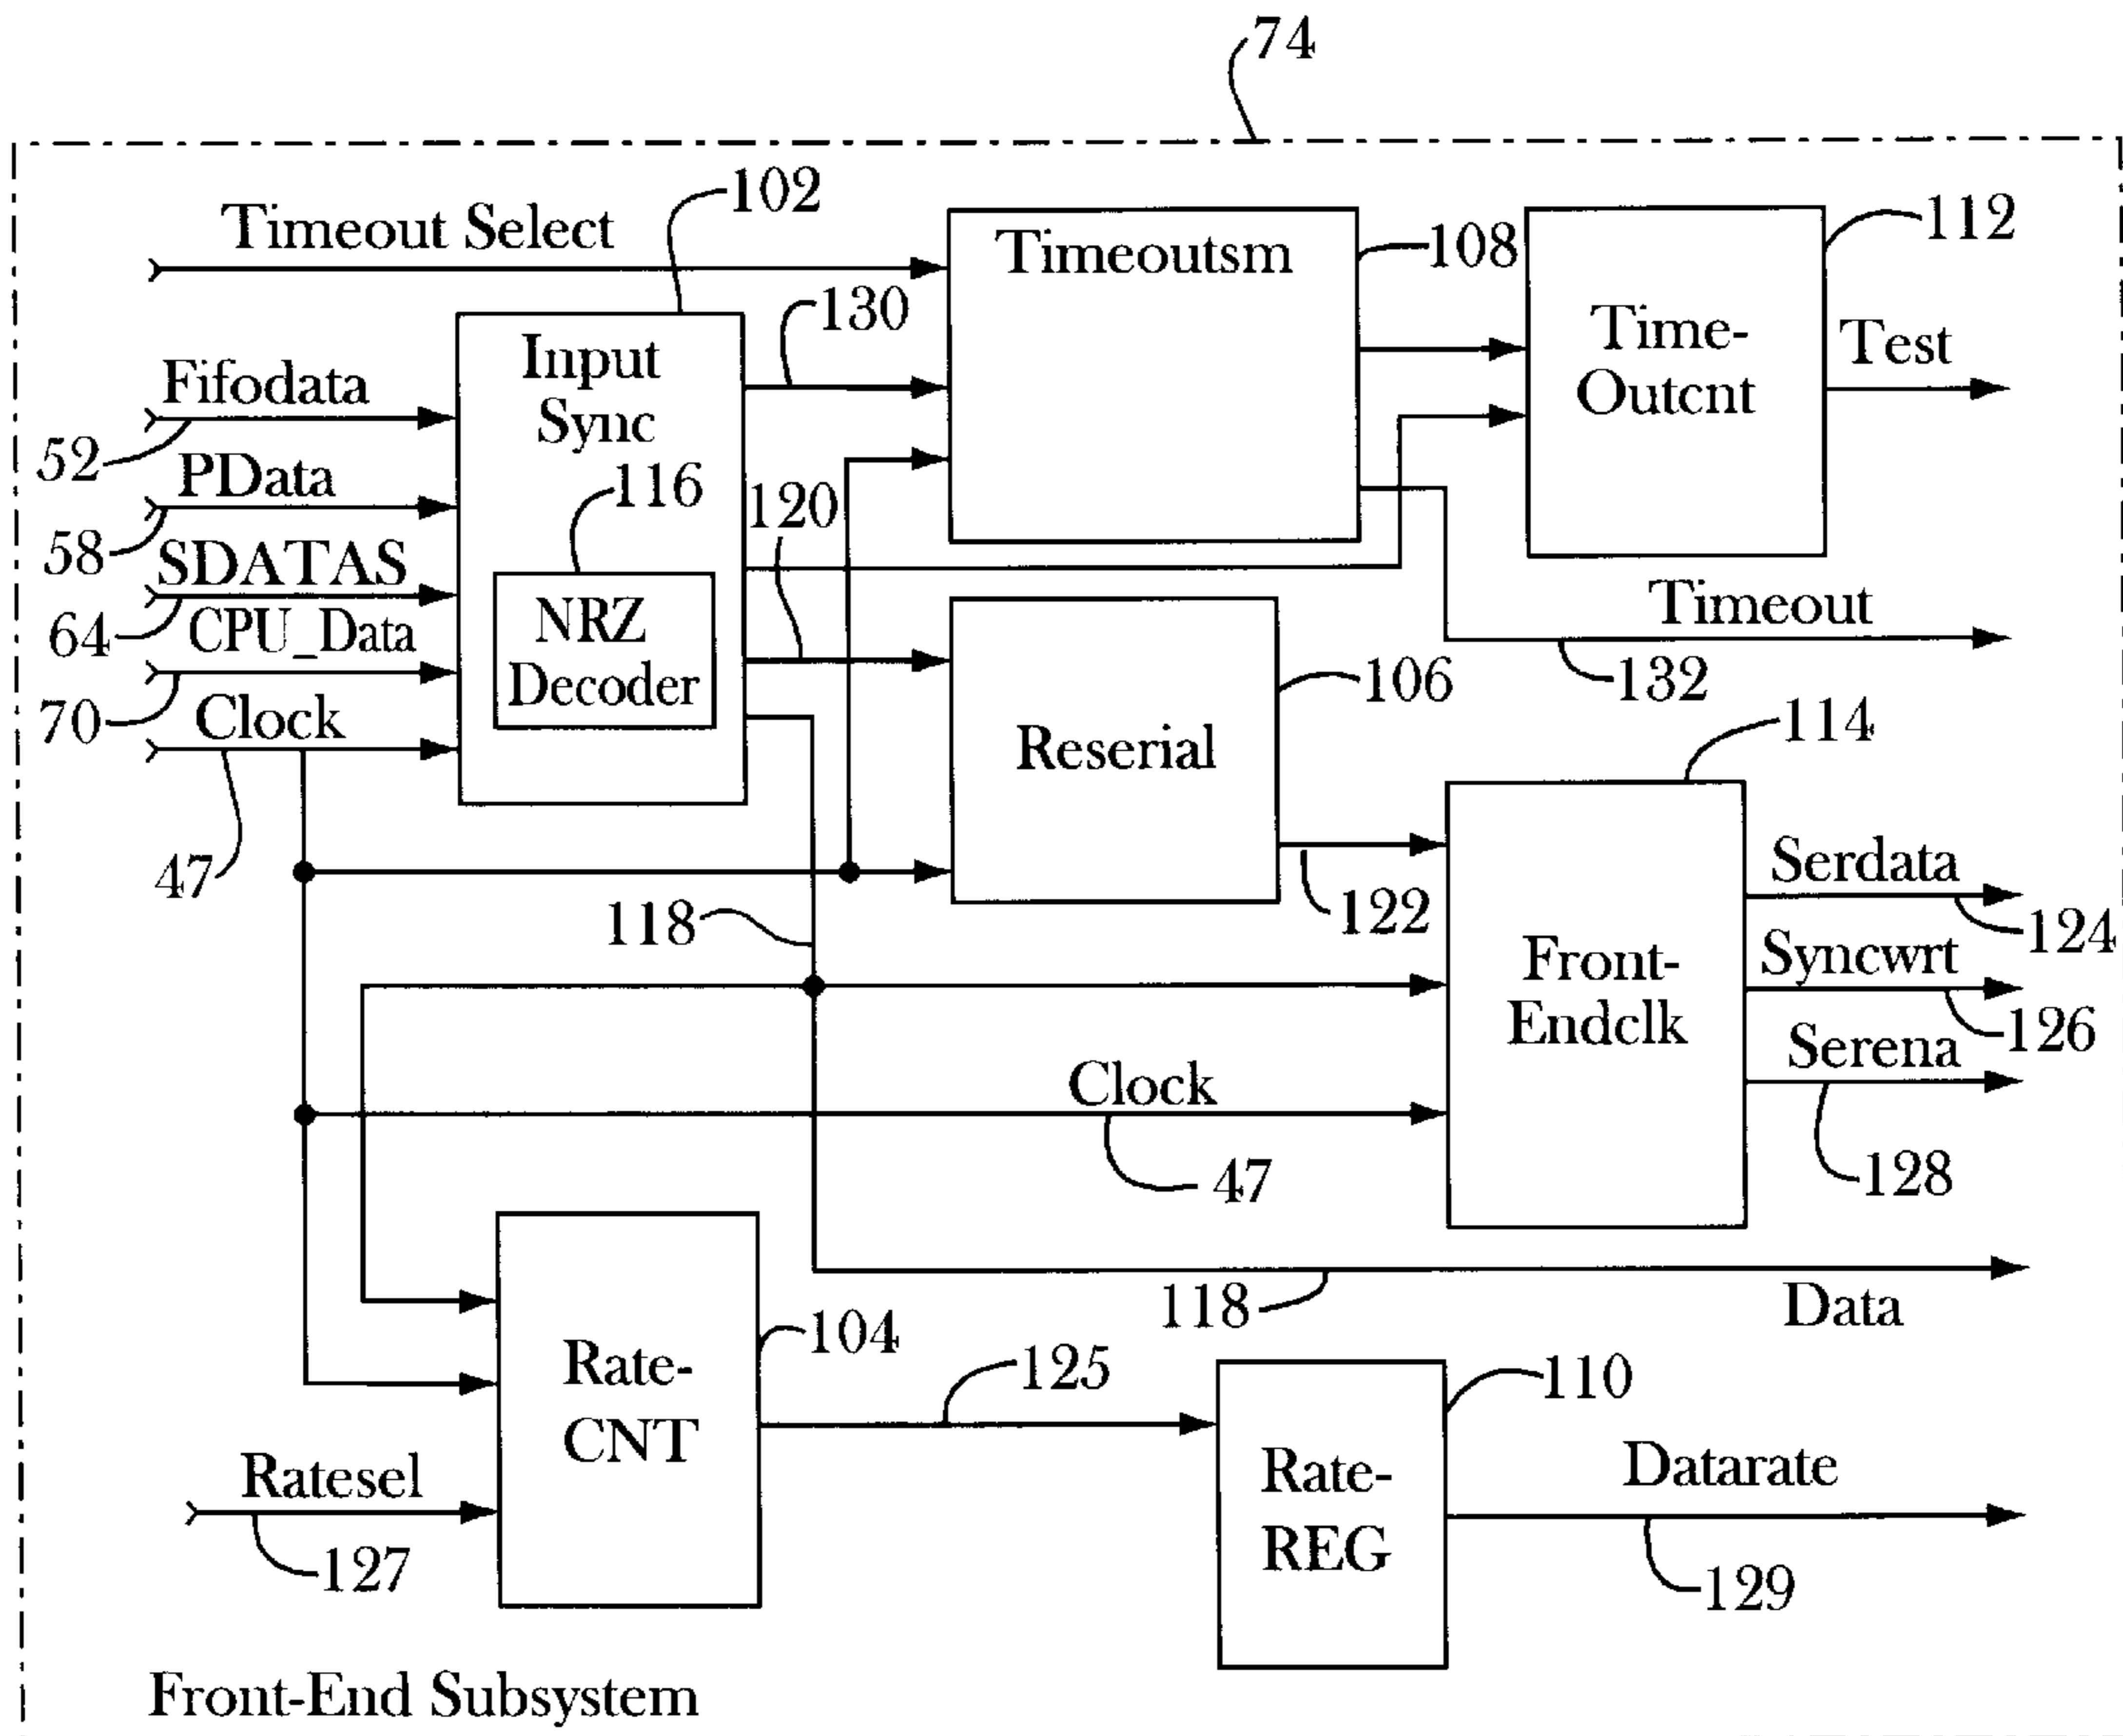 74
102
Timeout Select
Timeoutsm
108
112
130
Input
Sync
Time-
Outcnt
Test
Fifodata
52
PData
116
120
58
SDATAS
NRZ
Decoder
Timeout
64
CPU_Data
132
106
70
Clock
Reserial
114
47
122
Serdata
124
118
Front-
Endclk
Syncwrt
126
Serena
Clock
47
128
118
Data
104
Rate-
CNT
125
110
Ratesel
127
Rate-
REG
Datarate
129
Front-End Subsystem